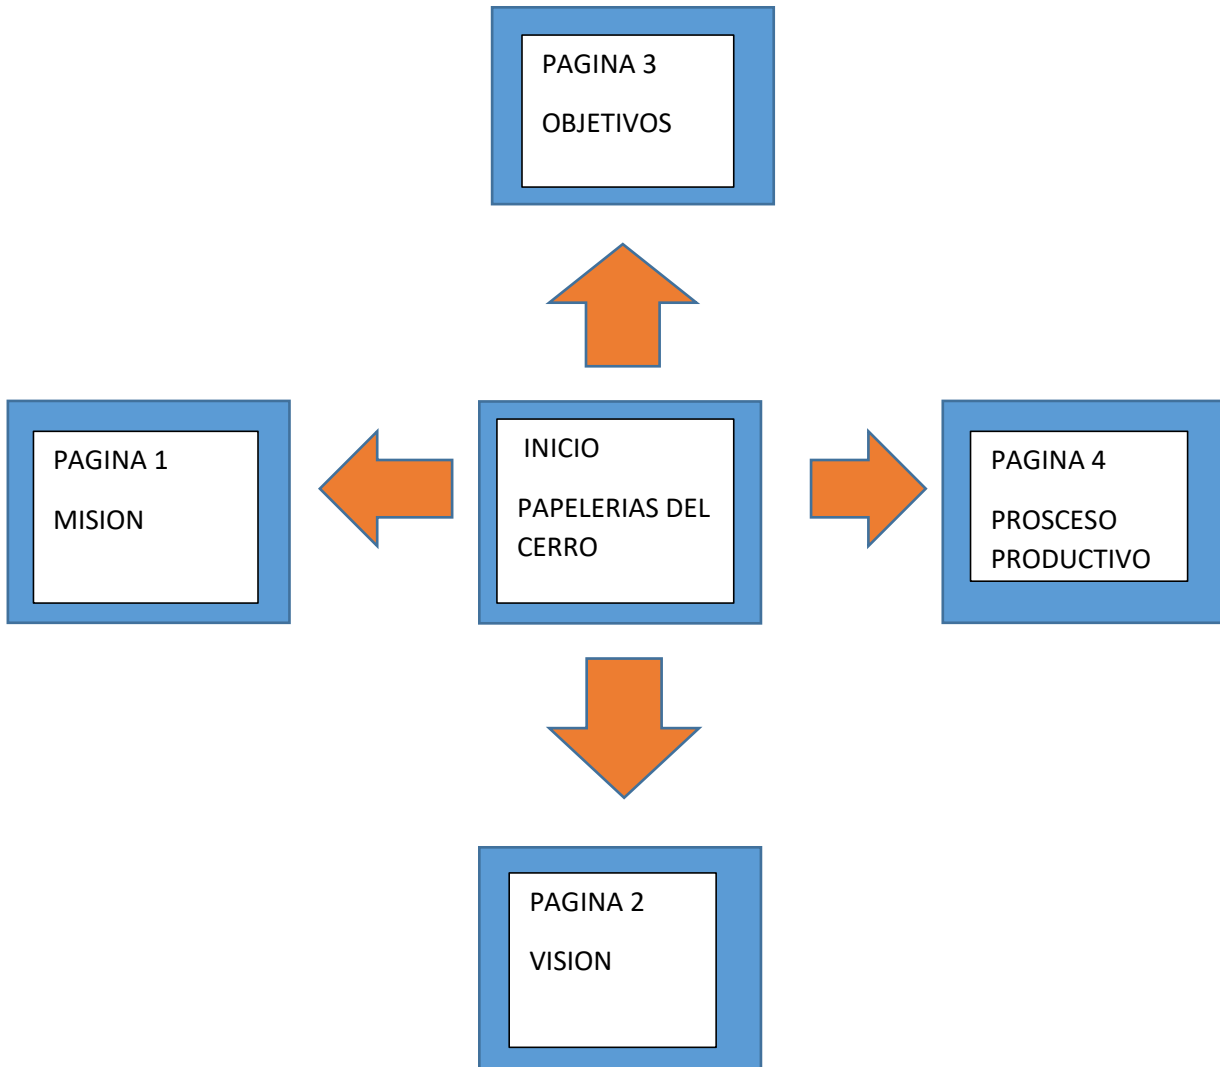 PAGINA 3
OBJETIVOS
PAGINA 1
MISION
INICIO
PAPELERIAS DEL
CERRO
PAGINA 4
PROSCESO
PRODUCTIVO
PAGINA 2
VISION